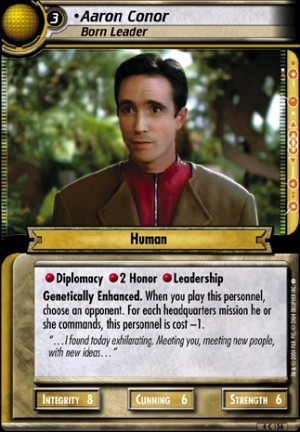 3
•Aaron Conor
Born Leader
Human
Diplomacy 2 Honor Leadership
Genetically Enhanced. When you play this personnel,
choose an opponent. For each headquarters mission he or
she commands, this personnel is cost –1.
“…I found today exhilarating. Meeting you, meeting new people,
with new ideas…”
INTEGRITY 8 CUNNING 6 STRENGTH 6